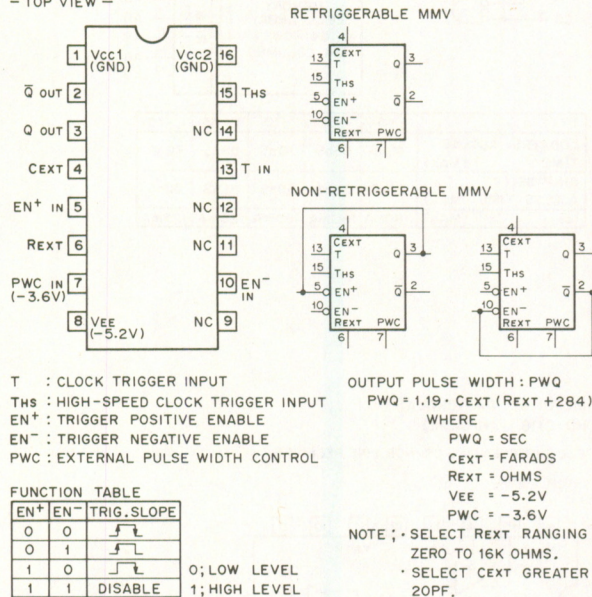 — TOP VIEW —
1 VCC1 (GND)
VCC2 (GND) 16
Q̄ OUT 2
15 THS
Q OUT 3
NC 14
CEXT 4
13 T IN
EN+ IN 5
NC 12
REXT 6
NC 11
PWC IN 7 (-3.6V)
10 EN- IN
8 VEE (-5.2V)
NC 9
RETRIGGERABLE MMV
4
CEXT
13 T Q 3
15 THS
5 EN+ Q̄ 2
10 EN-
REXT PWC
6 7
NON-RETRIGGERABLE MMV
4
CEXT
13 T Q 3
15 THS
5 EN+ Q̄ 2
10 EN-
REXT PWC
6 7
4
CEXT
13 T Q 3
15 THS
5 EN+ Q̄ 2
10 EN-
REXT PWC
6 7
T : CLOCK TRIGGER INPUT
THS : HIGH-SPEED CLOCK TRIGGER INPUT
EN+ : TRIGGER POSITIVE ENABLE
EN- : TRIGGER NEGATIVE ENABLE
PWC : EXTERNAL PULSE WIDTH CONTROL
FUNCTION TABLE
EN+ EN- TRIG.SLOPE
0 0
0 1
1 0
1 1 DISABLE
0; LOW LEVEL
1; HIGH LEVEL
OUTPUT PULSE WIDTH : PWQ
PWQ = 1.19 · CEXT (REXT +284)
WHERE
PWQ = SEC
CEXT = FARADS
REXT = OHMS
VEE = -5.2V
PWC = -3.6V
NOTE ; · SELECT REXT RANGING
ZERO TO 16K OHMS.
· SELECT CEXT GREATER
20PF.